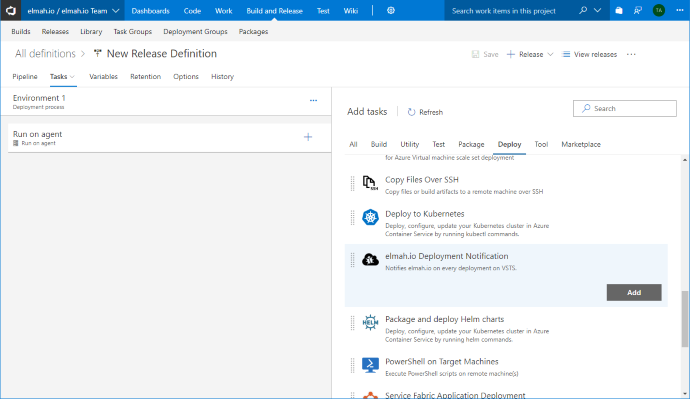 elmah.io / elmah.io Team Dashboards Code Work Build and Release Test Wiki Search work items in this project TA
Builds Releases Library Task Groups Deployment Groups Packages
All definitions New Release Definition Save Release View releases
Pipeline Tasks Variables Retention Options History
Environment 1
Deployment process
Run on agent
Run on agent
Add tasks Refresh Search
All Build Utility Test Package Deploy Tool Marketplace
for Azure Virtual machine scale set deployment
Copy Files Over SSH
SSH
Copy files or build artifacts to a remote machine over SSH
Deploy to Kubernetes
Deploy, configure, update your Kubernetes cluster in Azure
Container Service by running kubectl commands.
elmah.io Deployment Notification
Notifies elmah.io on every deployment on VSTS.
Add
Package and deploy Helm charts
HELM
Deploy, configure, update your Kubernetes cluster in Azure
Container Service by running helm commands.
PowerShell on Target Machines
Execute PowerShell scripts on remote machine(s)
Service Fabric Application Deployment